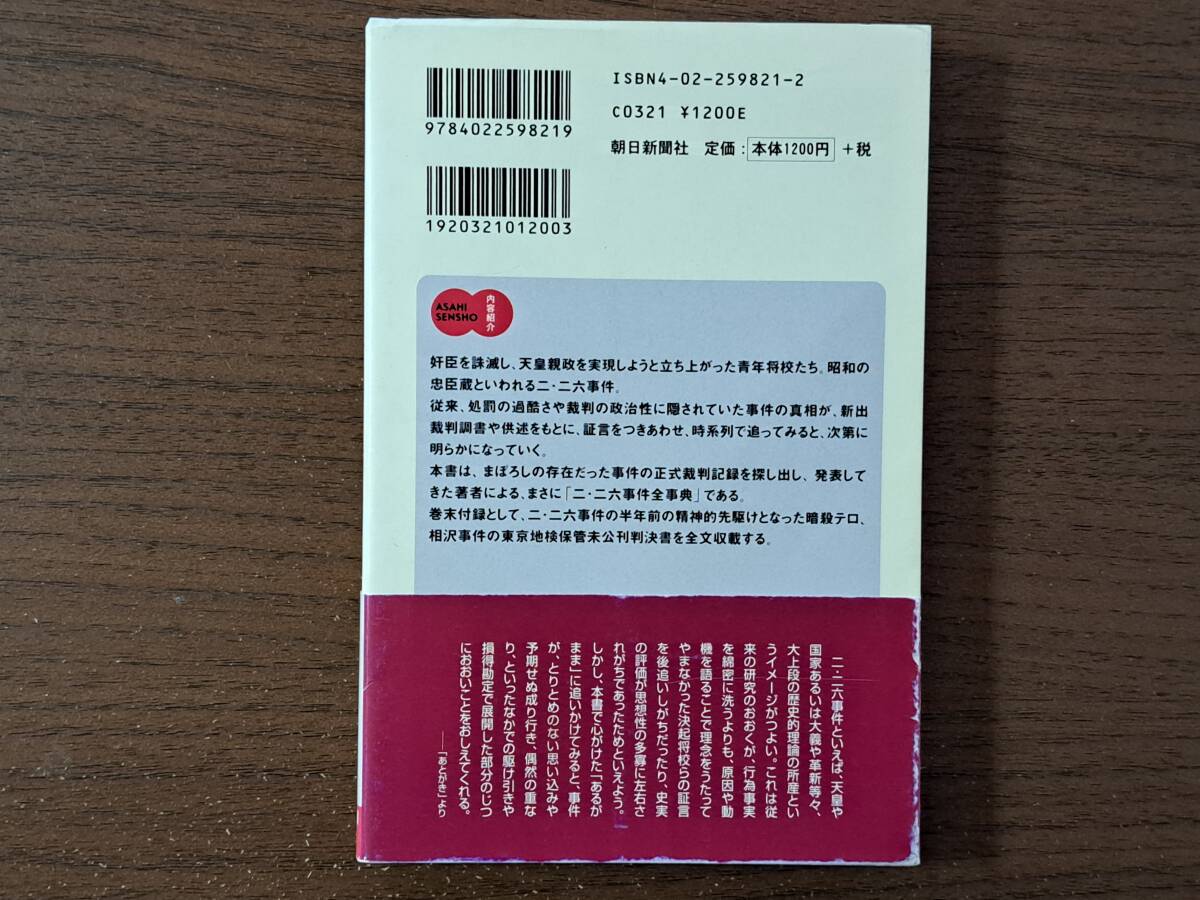 ISBN4-02-259821-2
C0321 ¥1200E
朝日新聞社 定価:本体1200円+税
9784022598219
1920321012003
ASAHI
SENSHO
内容紹介
奸臣を誅滅し、天皇親政を実現しようと立ち上がった青年将校たち。昭和の
忠臣蔵といわれる二・二六事件。
従来、処罰の過酷さや裁判の政治性に隠されていた事件の真相が、新出
裁判調書や供述をもとに、証言をつきあわせ、時系列で追ってみると、次第に
明らかになっていく。
本書は、まぼろしの存在だった事件の正式裁判記録を探し出し、発表して
きた著者による、まさに「二・二六事件全事典」である。
巻末付録として、二・二六事件の半年前の精神的先駆けとなった暗殺テロ、
相沢事件の東京地検保管未公刊判決書を全文収載する。
二・二六事件といえば、天皇や
国家あるいは大義や革新等々、
大上段の歴史的理論の所産とい
うイメージがつよい。これは従
来の研究のおおくが、行為事実
を綿密に洗うよりも、原因や動
機を語ることで理念をうたって
やまなかった決起将校らの証言
を後追いしがちだったり、史実
の評価が思想性の多寡に左右さ
れがちであったためといえよう。
しかし、本書で心がけた「あるが
まま」に追いかけてみると、事件
が、とりとめのない思い込みや
予期せぬ成り行き、偶然の重な
り、といったなかでの駆け引きや
損得勘定で展開した部分のじつ
におおいことをおしえてくれる。
――「あとがき」より